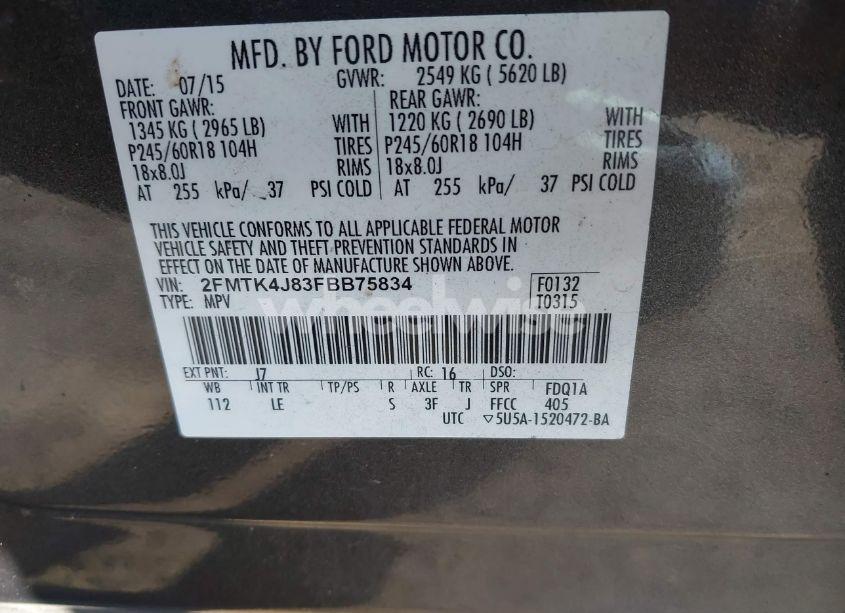 MFD. BY FORD MOTOR CO.
DATE: 07/15 GVWR: 2549 KG ( 5620 LB)
FRONT GAWR: REAR GAWR:
1345 KG ( 2965 LB) WITH 1220 KG ( 2690 LB) WITH
P245/60R18 104H TIRES P245/60R18 104H TIRES
18x8.0J RIMS 18x8.0J RIMS
AT 255 kPa/ 37 PSI COLD AT 255 kPa/ 37 PSI COLD
THIS VEHICLE CONFORMS TO ALL APPLICABLE FEDERAL MOTOR
VEHICLE SAFETY AND THEFT PREVENTION STANDARDS IN
EFFECT ON THE DATE OF MANUFACTURE SHOWN ABOVE.
VIN: 2FMTK4J83FBB75834 F0132
TYPE: MPV T0315
wheelwise
EXT PNT: J7 RC: 16 DSO:
WB INT TR TP/PS R AXLE TR SPR FDQ1A
112 LE S 3F J FFCC 405
UTC ▽5U5A-1520472-BA